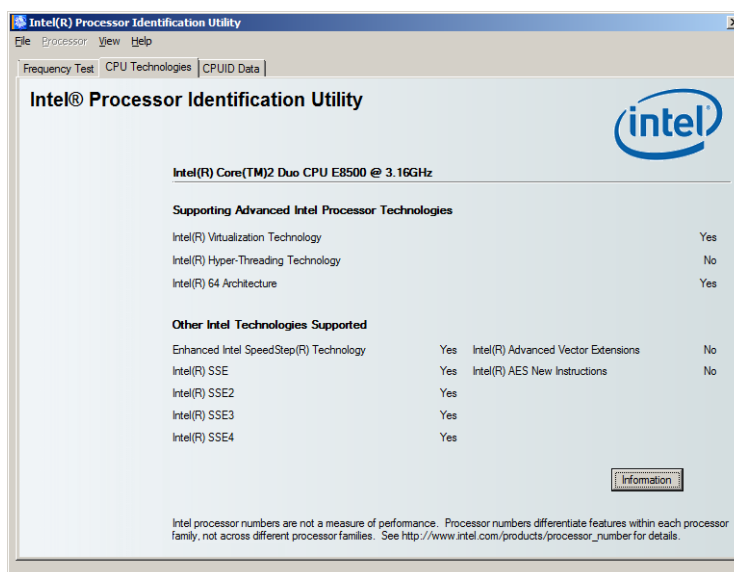 Intel(R) Processor Identification Utility
File Processor View Help
Frequency Test CPU Technologies CPUID Data
Intel® Processor Identification Utility
intel
Intel(R) Core(TM)2 Duo CPU E8500 @ 3.16GHz
Supporting Advanced Intel Processor Technologies
Intel(R) Virtualization Technology Yes
Intel(R) Hyper-Threading Technology No
Intel(R) 64 Architecture Yes
Other Intel Technologies Supported
Enhanced Intel SpeedStep(R) Technology Yes Intel(R) Advanced Vector Extensions No
Intel(R) SSE Yes Intel(R) AES New Instructions No
Intel(R) SSE2 Yes
Intel(R) SSE3 Yes
Intel(R) SSE4 Yes
Information
Intel processor numbers are not a measure of performance. Processor numbers differentiate features within each processor
family, not across different processor families. See http://www.intel.com/products/processor_number for details.